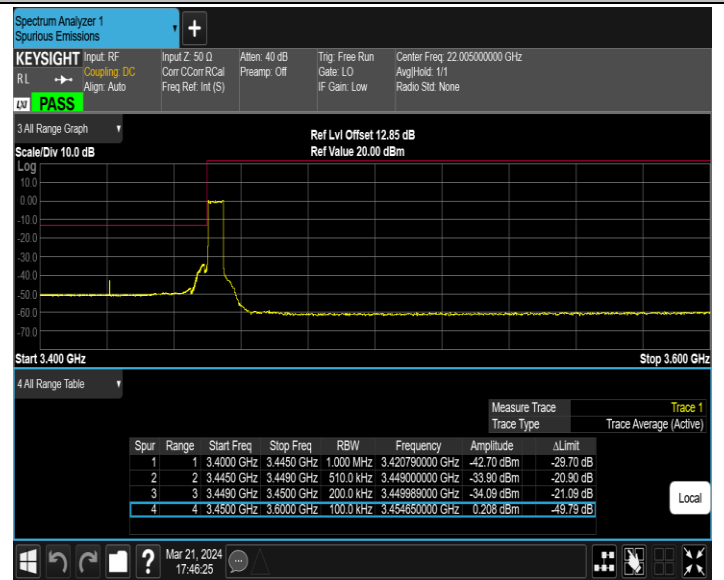 Spectrum Analyzer 1
Spurious Emissions
+
KEYSIGHT Input: RF Input Z: 50 Ω Atten: 40 dB Trig: Free Run Center Freq: 22.005000000 GHz
RL Coupling: DC Corr CCorr RCal Preamp: Off Gate: LO Avg|Hold: 1/1
Align: Auto Freq Ref: Int (S) IF Gain: Low Radio Std: None
LXI PASS
3 All Range Graph
Ref Lvl Offset 12.85 dB
Scale/Div 10.0 dB Ref Value 20.00 dBm
Log
10.0
0.00
-10.0
-20.0
-30.0
-40.0
-50.0
-60.0
-70.0
Start 3.400 GHz Stop 3.600 GHz
4 All Range Table
Measure Trace Trace 1
Trace Type Trace Average (Active)
Spur Range Start Freq Stop Freq RBW Frequency Amplitude ΔLimit
1 1 3.4000 GHz 3.4450 GHz 1.000 MHz 3.420790000 GHz -42.70 dBm -29.70 dB
2 2 3.4450 GHz 3.4490 GHz 510.0 kHz 3.449000000 GHz -33.90 dBm -20.90 dB
3 3 3.4490 GHz 3.4500 GHz 200.0 kHz 3.449989000 GHz -34.09 dBm -21.09 dB
4 4 3.4500 GHz 3.6000 GHz 100.0 kHz 3.454650000 GHz 0.208 dBm -49.79 dB
Local
? Mar 21, 2024
17:46:25